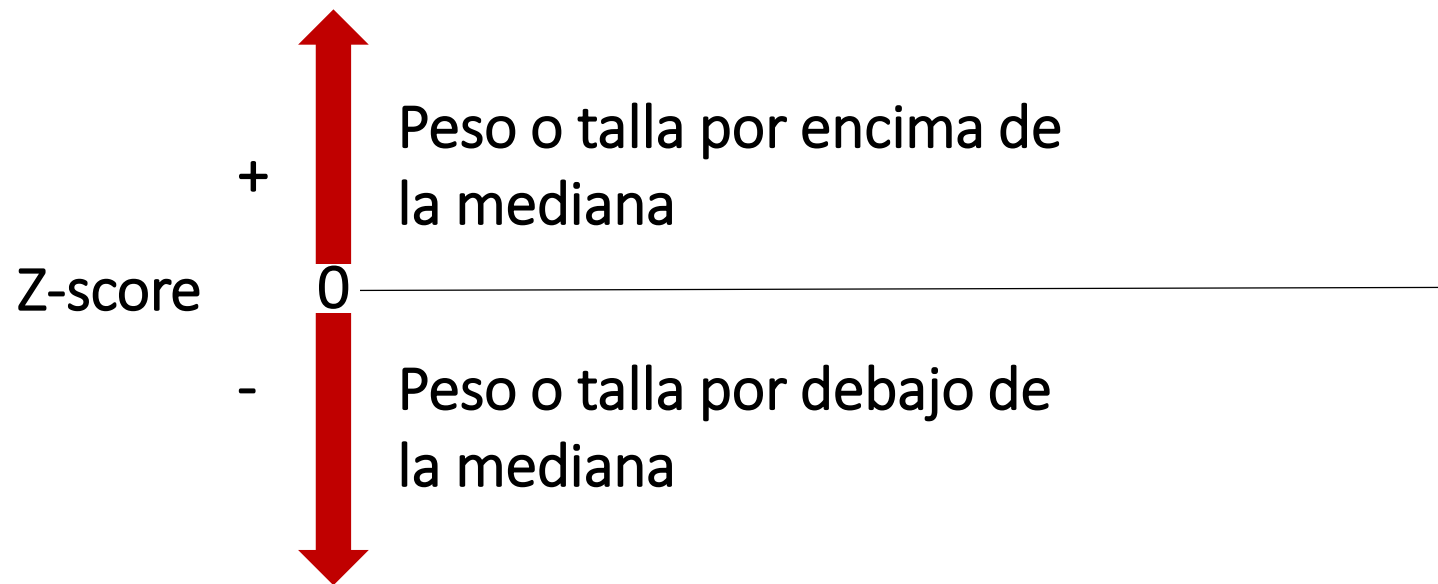 +
Peso o talla por encima de
la mediana
Z-score 0
-
Peso o talla por debajo de
la mediana